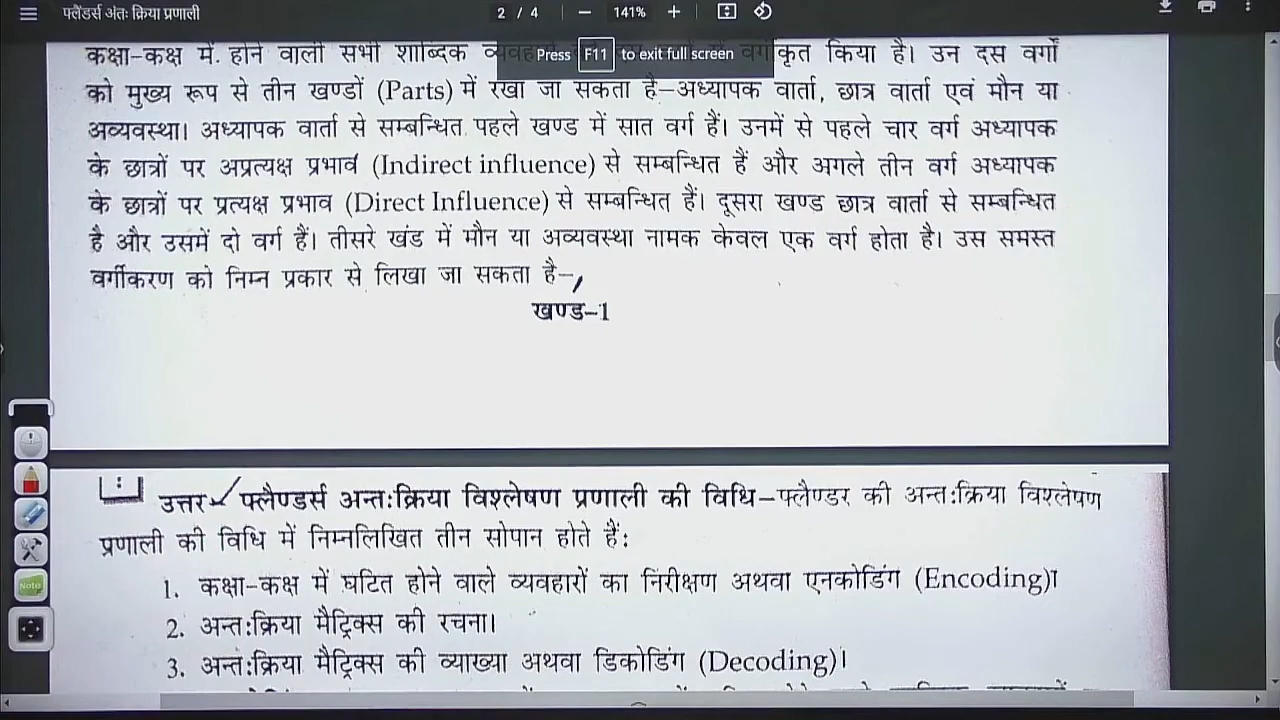 फ्लेंडर्स अंतः क्रिया प्रणाली
2 / 4
141%
Press F11 to exit full screen
कक्षा-कक्ष में. होने वाली सभी शाब्दिक कृत किया है। उन दस वर्गों
को मुख्य रूप से तीन खण्डों (Parts) में रखा जा सकता है–अध्यापक वार्ता, छात्र वार्ता एवं मौन या
अव्यवस्था। अध्यापक वार्ता से सम्बन्धित पहले खण्ड में सात वर्ग हैं। उनमें से पहले चार वर्ग अध्यापक
के छात्रों पर अप्रत्यक्ष प्रभाव (Indirect influence) से सम्बन्धित हैं और अगले तीन वर्ग अध्यापक
के छात्रों पर प्रत्यक्ष प्रभाव (Direct Influence) से सम्बन्धित हैं। दूसरा खण्ड छात्र वार्ता से सम्बन्धित
है और उसमें दो वर्ग हैं। तीसरे खंड में मौन या अव्यवस्था नामक केवल एक वर्ग होता है। उस समस्त
वर्गीकरण को निम्न प्रकार से लिखा जा सकता है–
खण्ड–1
उत्तर– फ्लैण्डर्स अन्तःक्रिया विश्लेषण प्रणाली की विधि–फ्लैण्डर की अन्तःक्रिया विश्लेषण
प्रणाली की विधि में निम्नलिखित तीन सोपान होते हैं:
1. कक्षा-कक्ष में घटित होने वाले व्यवहारों का निरीक्षण अथवा एनकोडिंग (Encoding)।
2. अन्तःक्रिया मैट्रिक्स की रचना।
3. अन्तःक्रिया मैट्रिक्स की व्याख्या अथवा डिकोडिंग (Decoding)।
Note